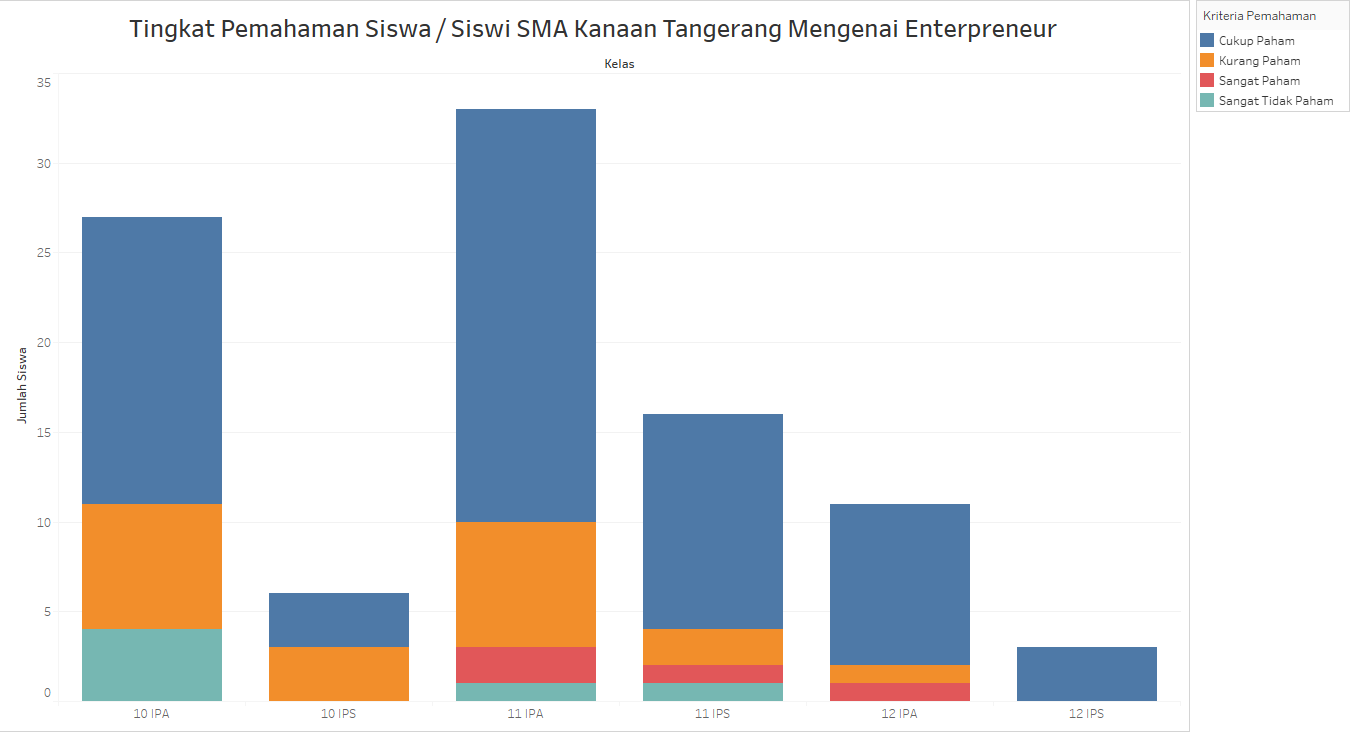 Tingkat Pemahaman Siswa / Siswi SMA Kanaan Tangerang Mengenai Enterpreneur
Kelas
35
30
25
20
15
10
5
0
Jumlah Siswa
10 IPA
10 IPS
11 IPA
11 IPS
12 IPA
12 IPS
Kriteria Pemahaman
Cukup Paham
Kurang Paham
Sangat Paham
Sangat Tidak Paham